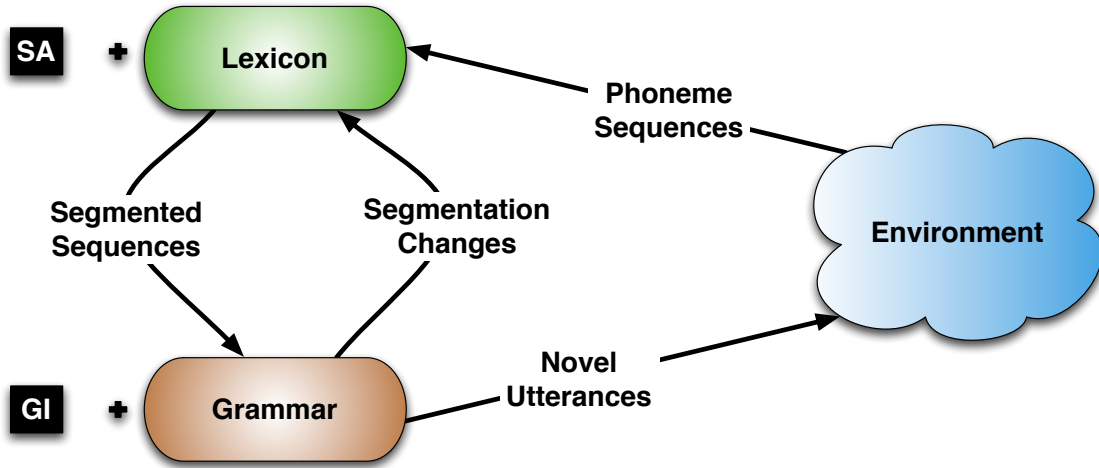 SA + Lexicon
Phoneme
Sequences
Segmented
Sequences
Segmentation
Changes
Environment
Novel
Utterances
GI + Grammar